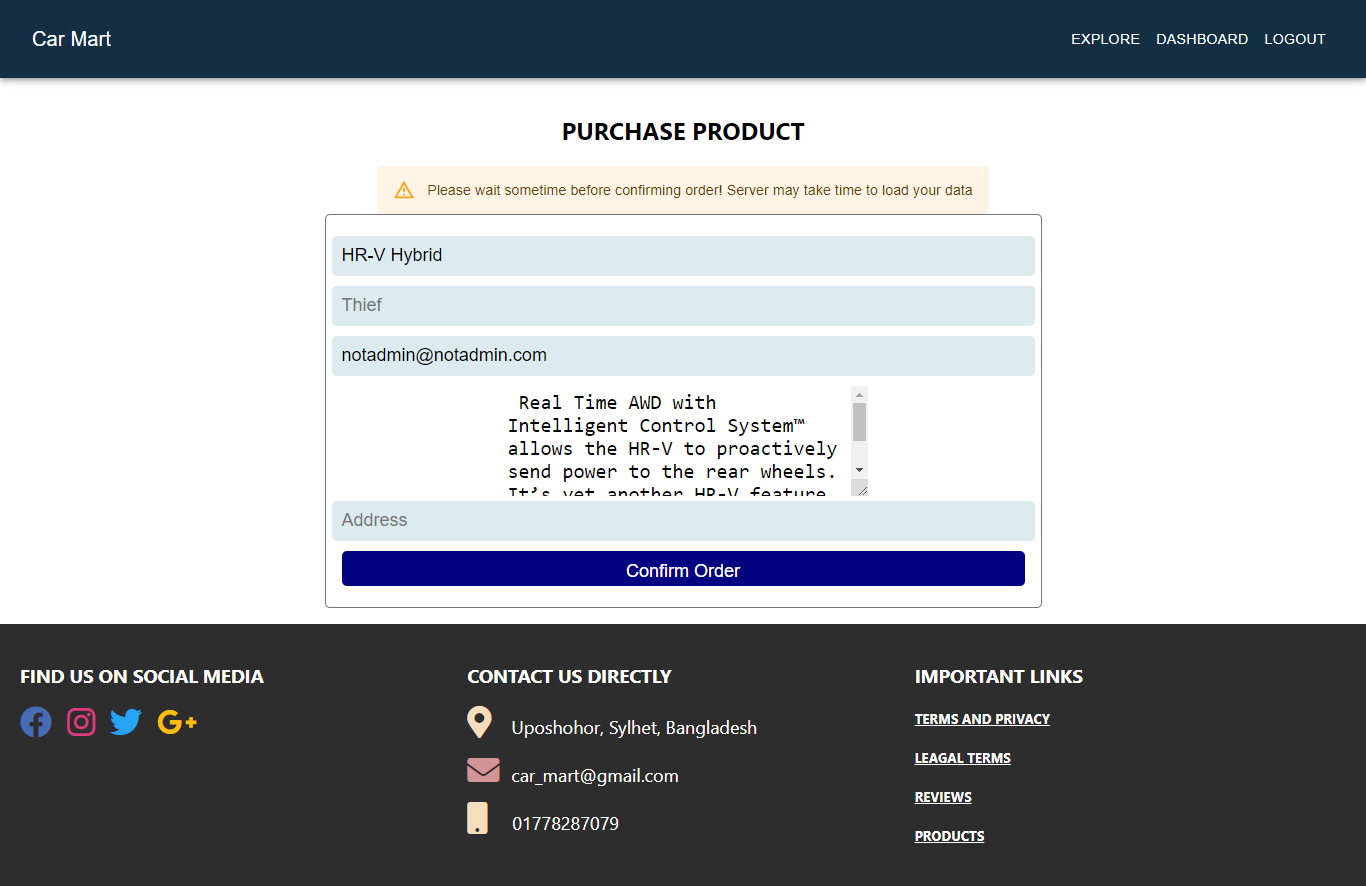 Car Mart
EXPLORE DASHBOARD LOGOUT
PURCHASE PRODUCT
Please wait sometime before confirming order! Server may take time to load your data
HR-V Hybrid
Thief
notadmin@notadmin.com
Real Time AWD with
Intelligent Control System™
allows the HR-V to proactively
send power to the rear wheels.
It’s yet another HR-V feature
Address
Confirm Order
FIND US ON SOCIAL MEDIA
G+
CONTACT US DIRECTLY
Uposhohor, Sylhet, Bangladesh
car_mart@gmail.com
01778287079
IMPORTANT LINKS
TERMS AND PRIVACY
LEAGAL TERMS
REVIEWS
PRODUCTS